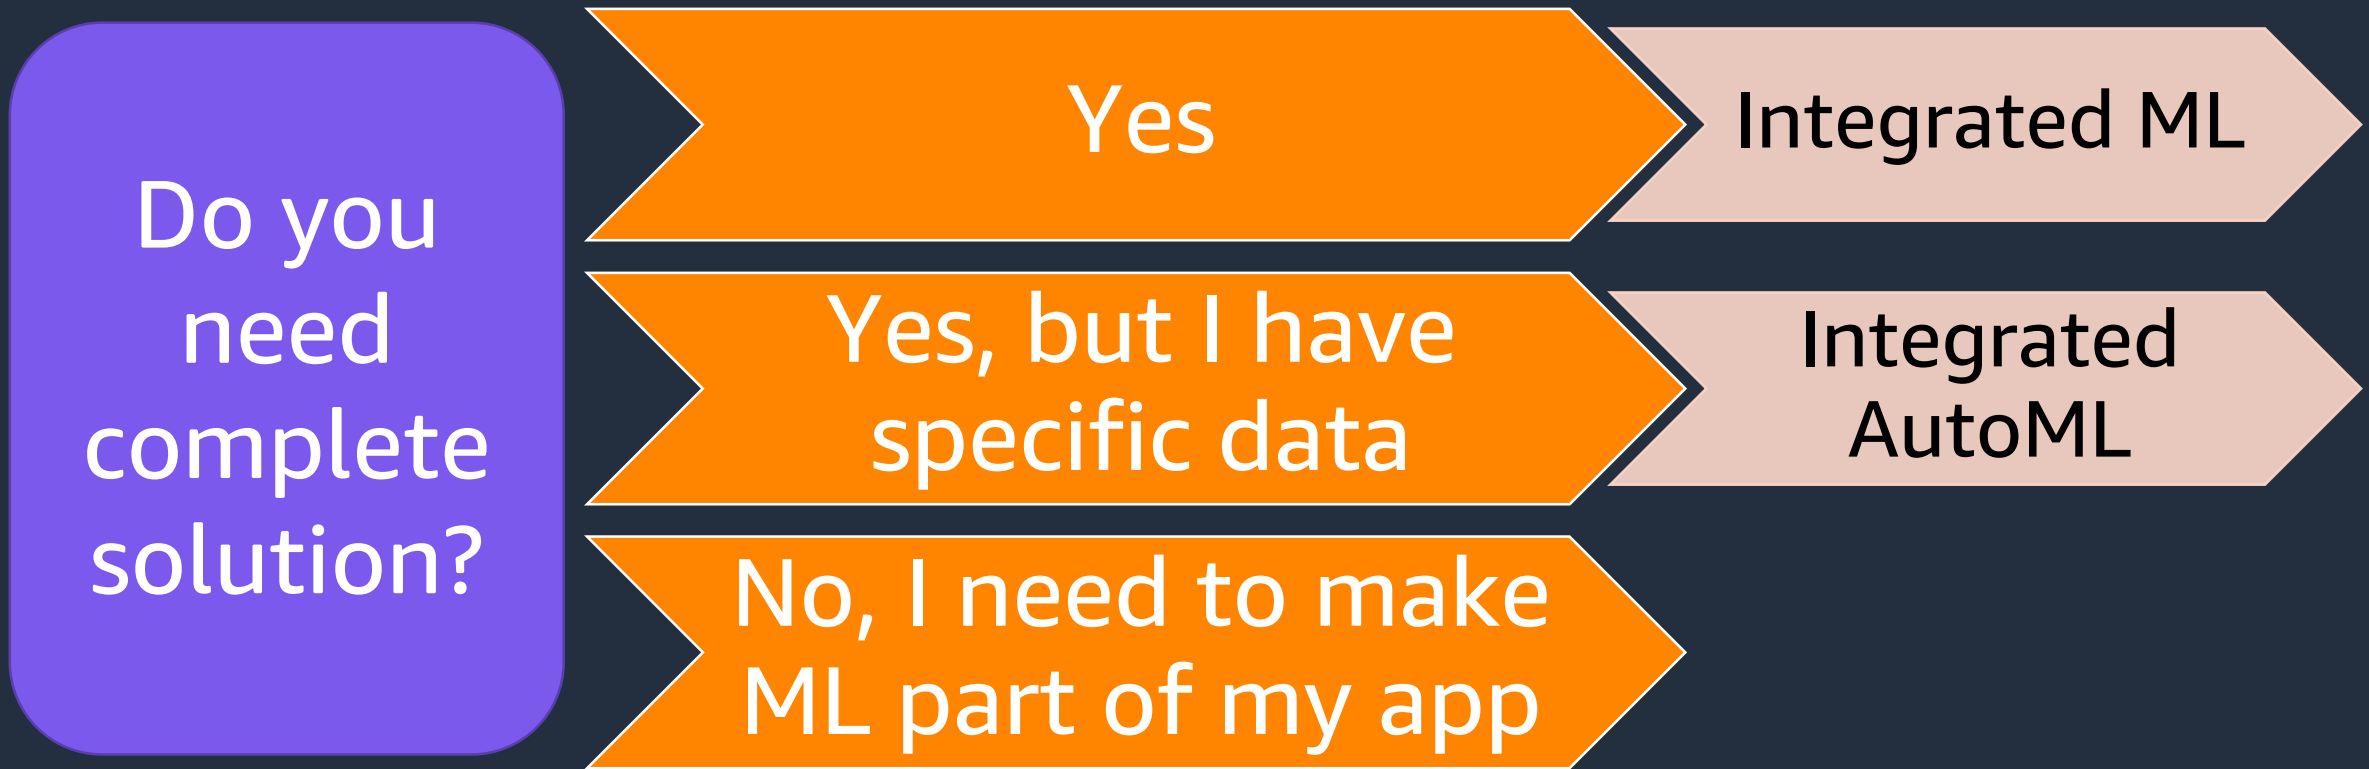 Do you
need
complete
solution?
Yes
Integrated ML
Yes, but I have
specific data
Integrated
AutoML
No, I need to make
ML part of my app